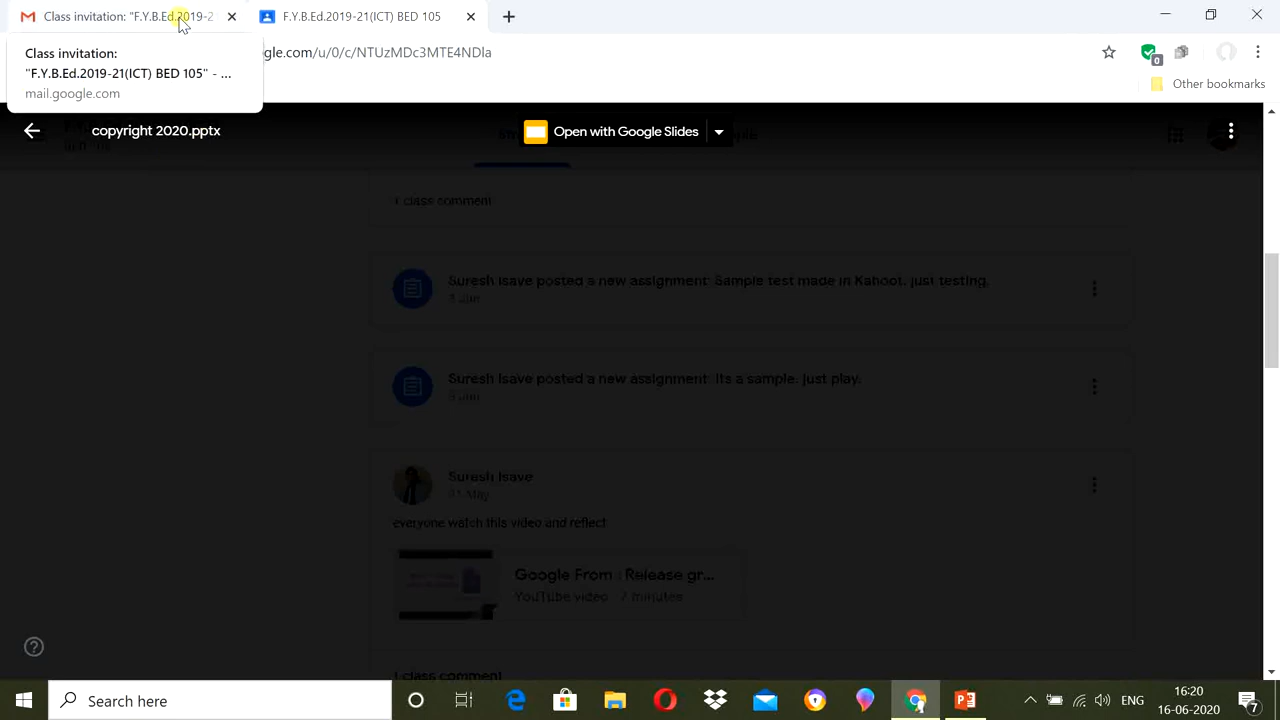 Class invitation: "F.Y.B.Ed.2019-2
F.Y.B.Ed.2019-21(ICT) BED 105
Class invitation:
"F.Y.B.Ed.2019-21(ICT) BED 105" - ...
mail.google.com
gle.com/u/0/c/NTUzMDc3MTE4NDla
0
Other bookmarks
copyright 2020.pptx
Open with Google Slides
1 class comment
Suresh Isave posted a new assignment: Sample test made in Kahoot. just testing.
Suresh Isave posted a new assignment: Its a sample. just play.
Suresh Isave
everyone watch this video and reflect
Google From : Release gr...
YouTube video 7 minutes
1 class comment
Search here
ENG
16:20
16-06-2020
7